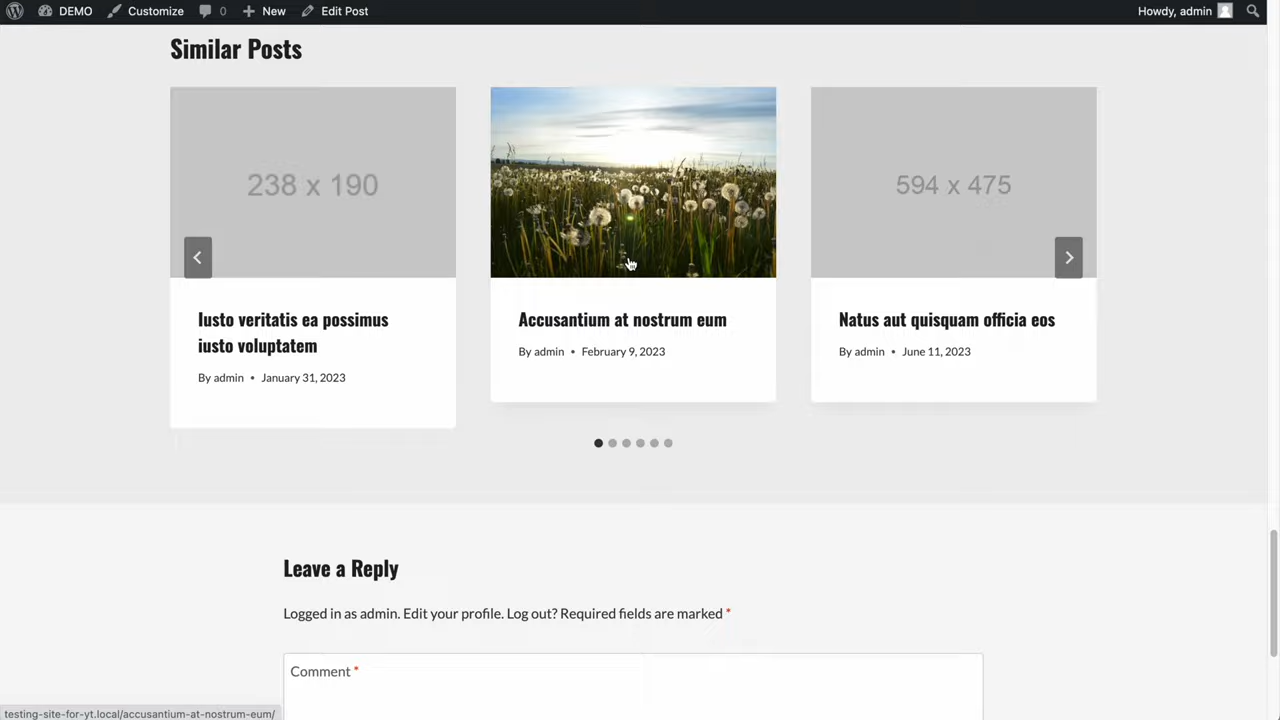 DEMO Customize 0 New Edit Post Howdy, admin
Similar Posts
238 x 190
594 x 475
Iusto veritatis ea possimus
iusto voluptatem
By admin • January 31, 2023
Accusantium at nostrum eum
By admin • February 9, 2023
Natus aut quisquam officia eos
By admin • June 11, 2023
Leave a Reply
Logged in as admin. Edit your profile. Log out? Required fields are marked *
Comment *
testing-site-for-yt.local/accusantium-at-nostrum-eum/